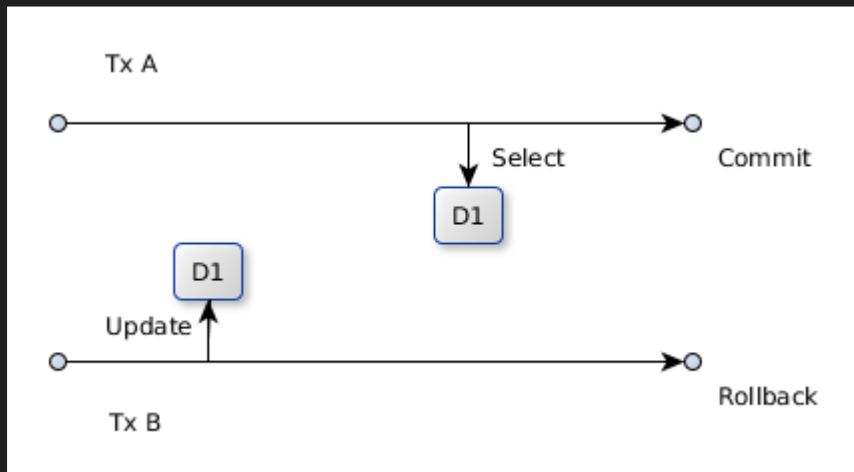 Tx A
Select
Commit
D1
D1
Update
Rollback
Tx B